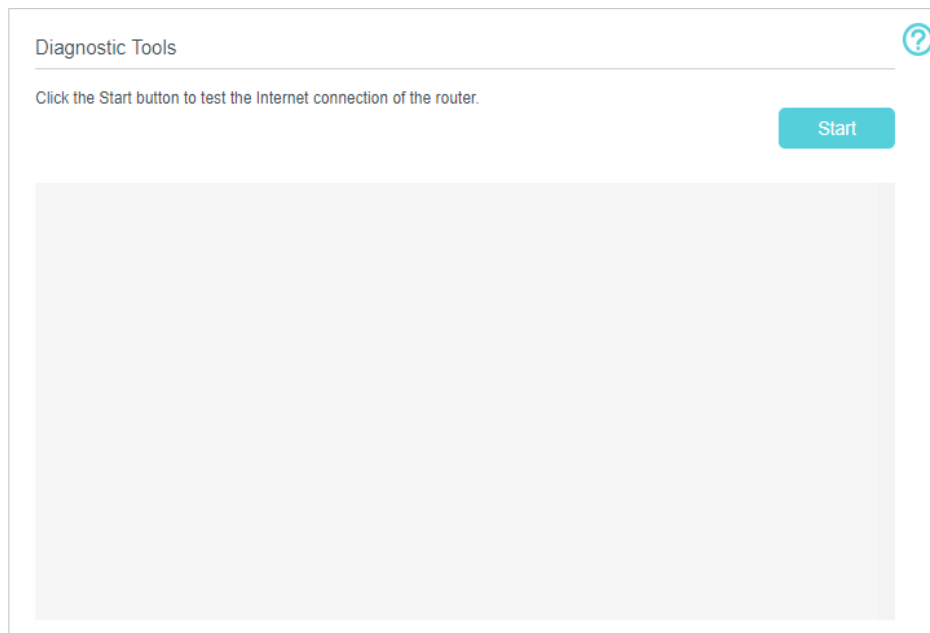 Diagnostic Tools
Click the Start button to test the Internet connection of the router.
Start